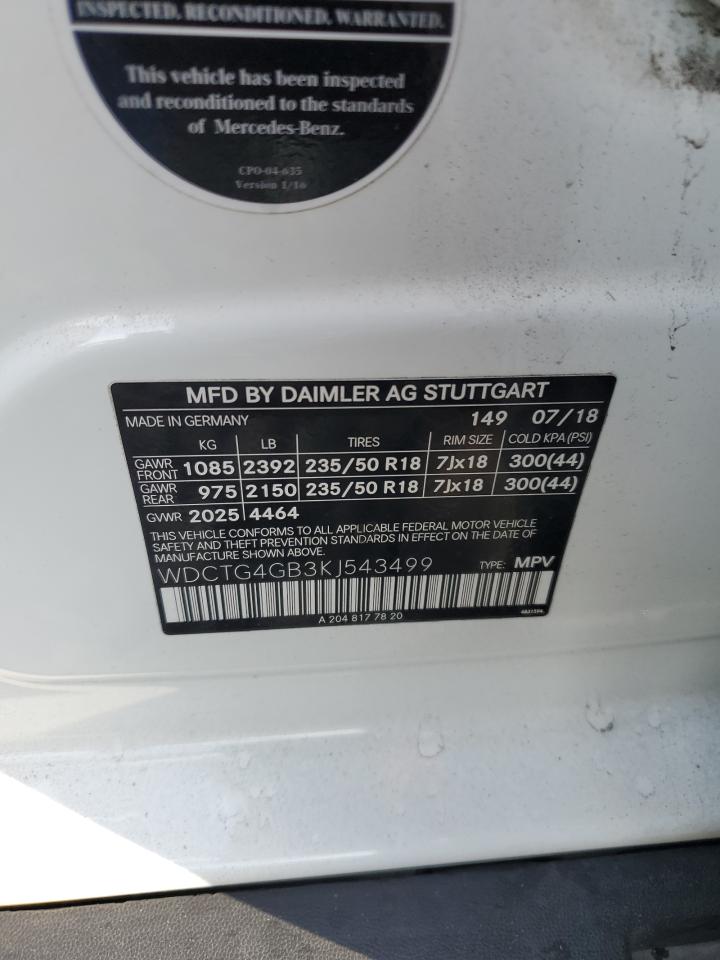 INSPECTED. RECONDITIONED. WARRANTED.
This vehicle has been inspected
and reconditioned to the standards
of Mercedes-Benz.
CPO-04-635
Version 1/16
MFD BY DAIMLER AG STUTTGART
MADE IN GERMANY 149 07/18
KG LB TIRES RIM SIZE COLD KPA (PSI)
GAWR FRONT 1085 2392 235/50 R18 7Jx18 300(44)
GAWR REAR 975 2150 235/50 R18 7Jx18 300(44)
GVWR 2025 4464
THIS VEHICLE CONFORMS TO ALL APPLICABLE FEDERAL MOTOR VEHICLE
SAFETY AND THEFT PREVENTION STANDARDS IN EFFECT ON THE DATE OF
MANUFACTURE SHOWN ABOVE.
WDCTG4GB3KJ543499 TYPE: MPV
A 204 817 78 20